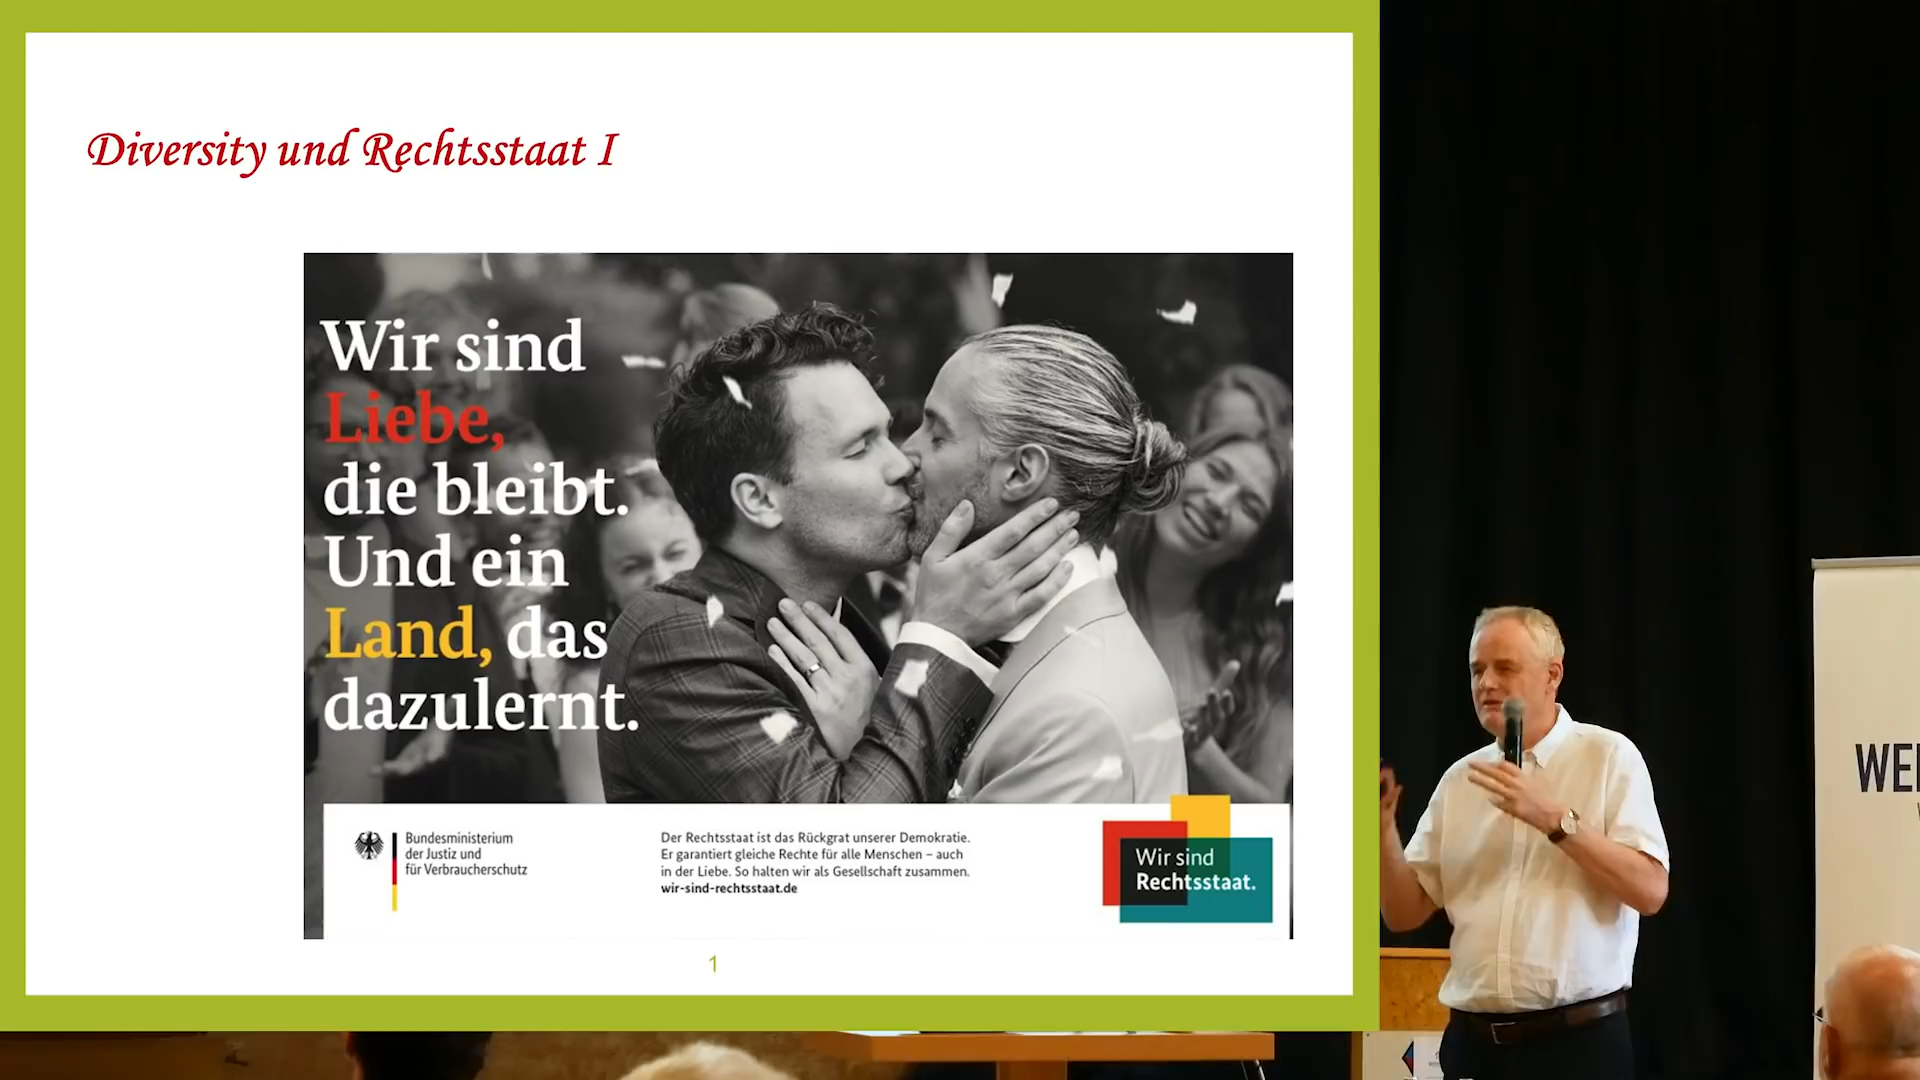 Diversity und Rechtsstaat I
Wir sind
Liebe,
die bleibt.
Und ein
Land, das
dazulernt.
Bundesministerium
der Justiz und
für Verbraucherschutz
Der Rechtsstaat ist das Rückgrat unserer Demokratie.
Er garantiert gleiche Rechte für alle Menschen – auch
in der Liebe. So halten wir als Gesellschaft zusammen.
wir-sind-rechtsstaat.de
Wir sind
Rechtsstaat.
1